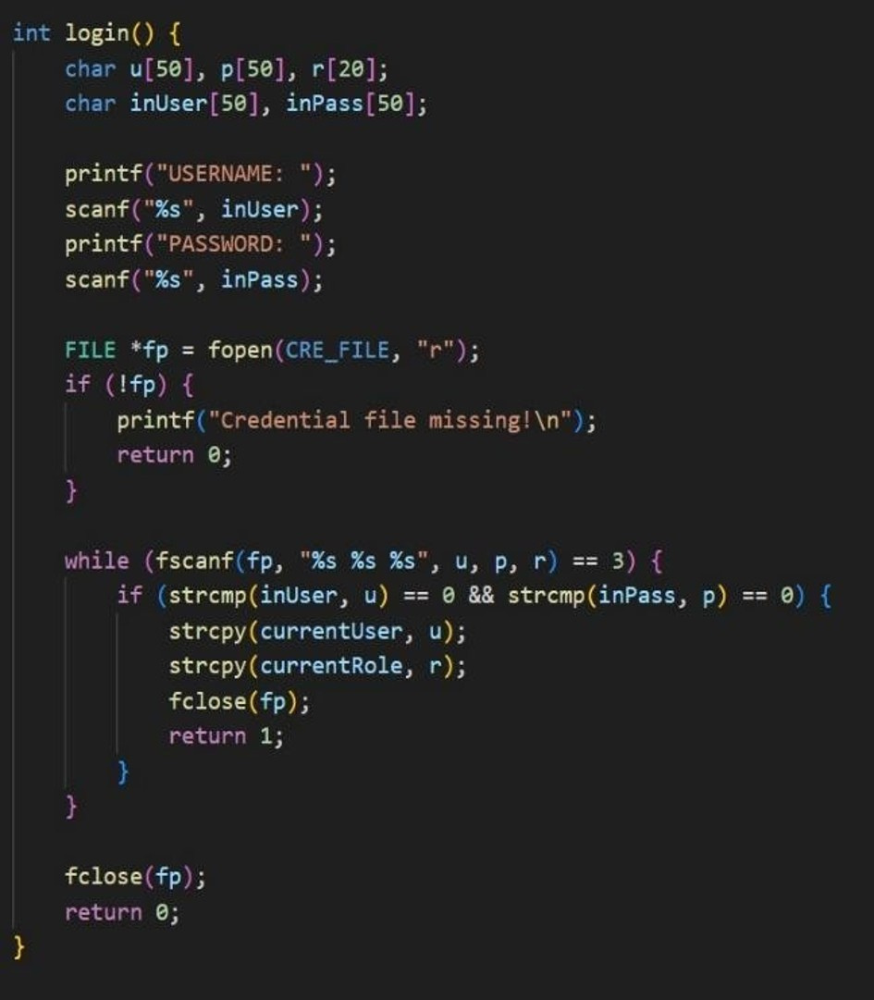 int login() {
    char u[50], p[50], r[20];
    char inUser[50], inPass[50];

    printf("USERNAME: ");
    scanf("%s", inUser);
    printf("PASSWORD: ");
    scanf("%s", inPass);

    FILE *fp = fopen(CRE_FILE, "r");
    if (!fp) {
        printf("Credential file missing!\n");
        return 0;
    }

    while (fscanf(fp, "%s %s %s", u, p, r) == 3) {
        if (strcmp(inUser, u) == 0 && strcmp(inPass, p) == 0) {
            strcpy(currentUser, u);
            strcpy(currentRole, r);
            fclose(fp);
            return 1;
        }
    }

    fclose(fp);
    return 0;
}